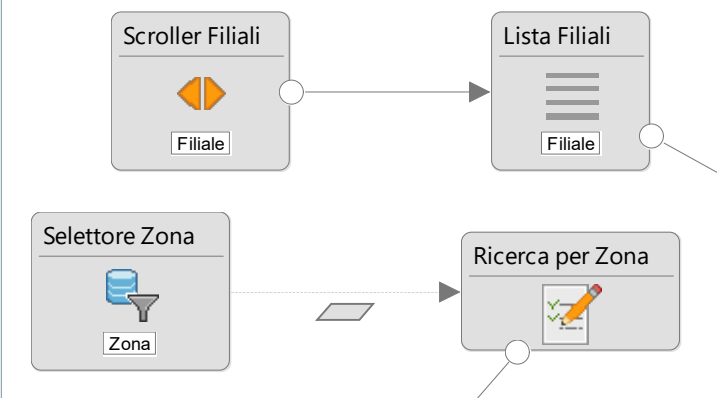 Scroller Filiali
Filiale
Lista Filiali
Filiale
Selettore Zona
Zona
Ricerca per Zona